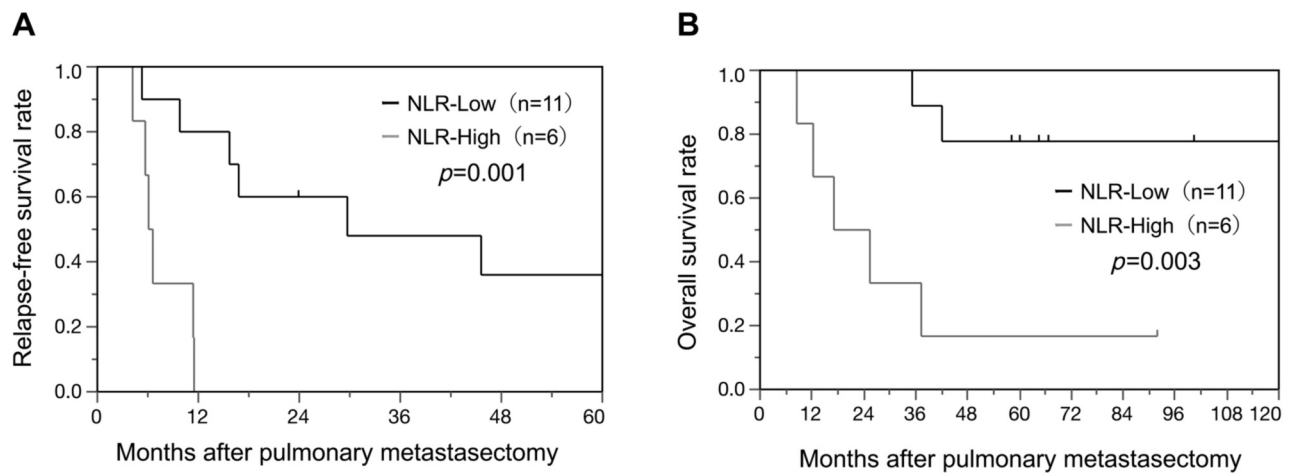 A
Relapse-free survival rate
1.0
0.8
0.6
0.4
0.2
0.0
NLR-Low（n=11）
NLR-High（n=6）
p=0.001
0 12 24 36 48 60
Months after pulmonary metastasectomy
B
Overall survival rate
1.0
0.8
0.6
0.4
0.2
0.0
NLR-Low（n=11）
NLR-High（n=6）
p=0.003
0 12 24 36 48 60 72 84 96 108 120
Months after pulmonary metastasectomy